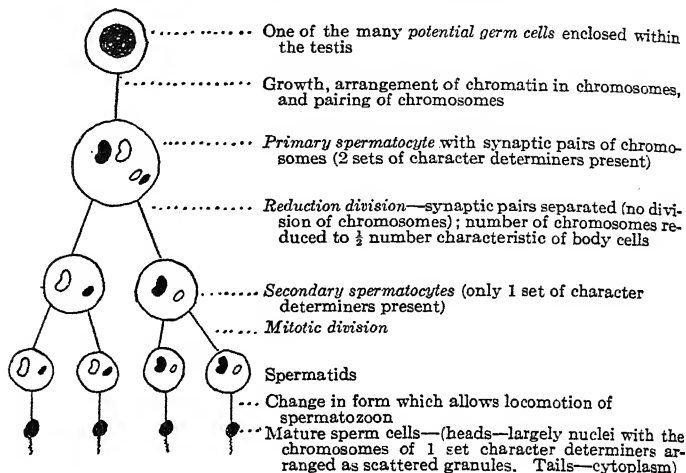 One of the many potential germ cells enclosed within
the testis
Growth, arrangement of chromatin in chromosomes,
and pairing of chromosomes
Primary spermatocyte with synaptic pairs of chromo-
somes (2 sets of character determiners present)
Reduction division—synaptic pairs separated (no divi-
sion of chromosomes); number of chromosomes re-
duced to ½ number characteristic of body cells
Secondary spermatocytes (only 1 set of character
determiners present)
Mitotic division
Spermatids
Change in form which allows locomotion of
spermatozoon
Mature sperm cells—(heads—largely nuclei with the
chromosomes of 1 set character determiners ar-
ranged as scattered granules. Tails—cytoplasm)